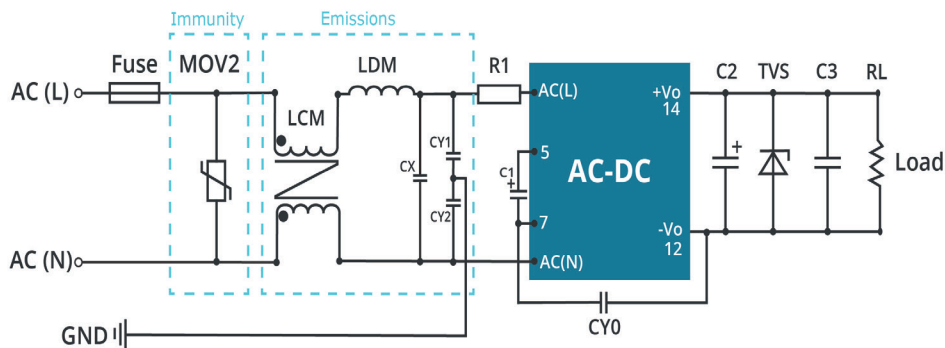 Immunity
Emissions
Fuse
MOV2
LDM
R1
C2
TVS
C3
RL
AC (L)
AC(L)
+Vo
14
LCM
CY1
5
CX
C1
+
AC-DC
+
Load
CY2
7
-Vo
12
AC (N)
AC(N)
GND
CY0